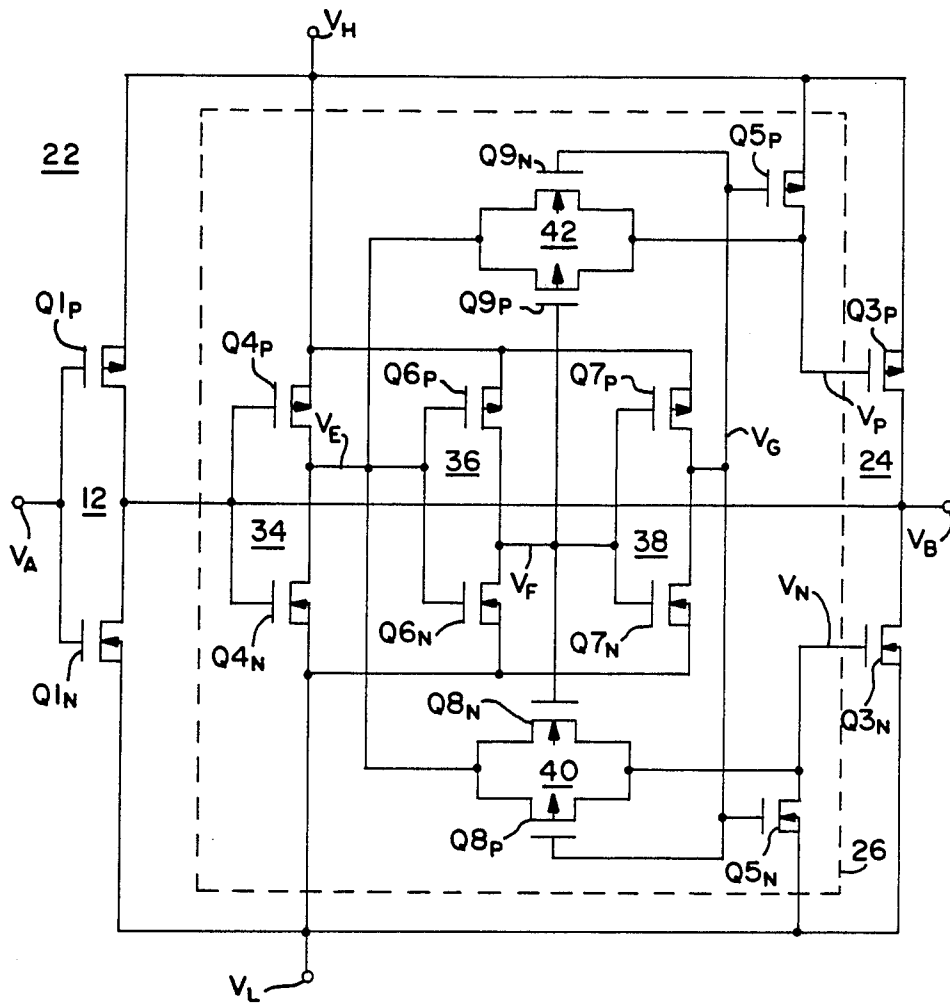 V_H
22
Q9_N
Q5_P
42
Q1_P
Q9_P
Q3_P
Q4_P
Q6_P
Q7_P
V_P
V_E
V_G
36
24
12
34
38
V_A
V_F
V_B
V_N
Q4_N
Q6_N
Q7_N
Q1_N
Q8_N
Q3_N
40
Q8_P
26
Q5_N
V_L